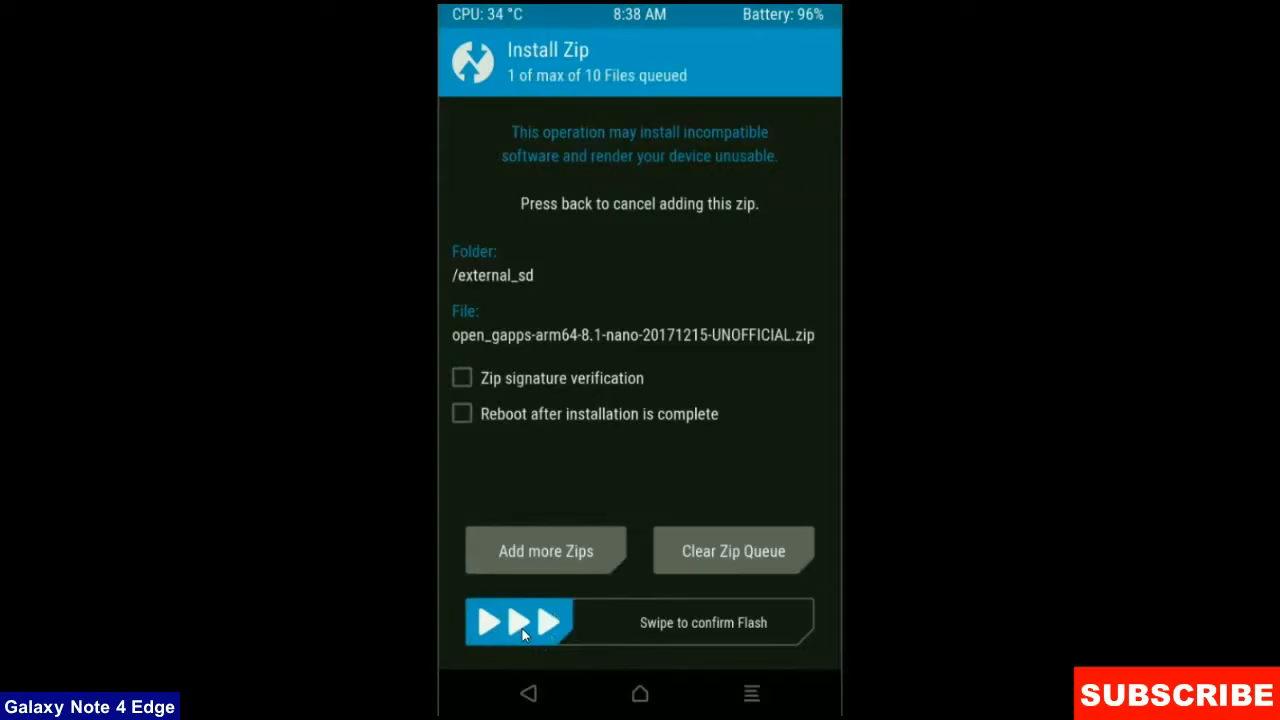 CPU: 34 °C 8:38 AM Battery: 96%
Install Zip
1 of max of 10 Files queued
This operation may install incompatible
software and render your device unusable.
Press back to cancel adding this zip.
Folder:
/external_sd
File:
open_gapps-arm64-8.1-nano-20171215-UNOFFICIAL.zip
Zip signature verification
Reboot after installation is complete
Add more Zips Clear Zip Queue
Swipe to confirm Flash
Galaxy Note 4 Edge
SUBSCRIBE